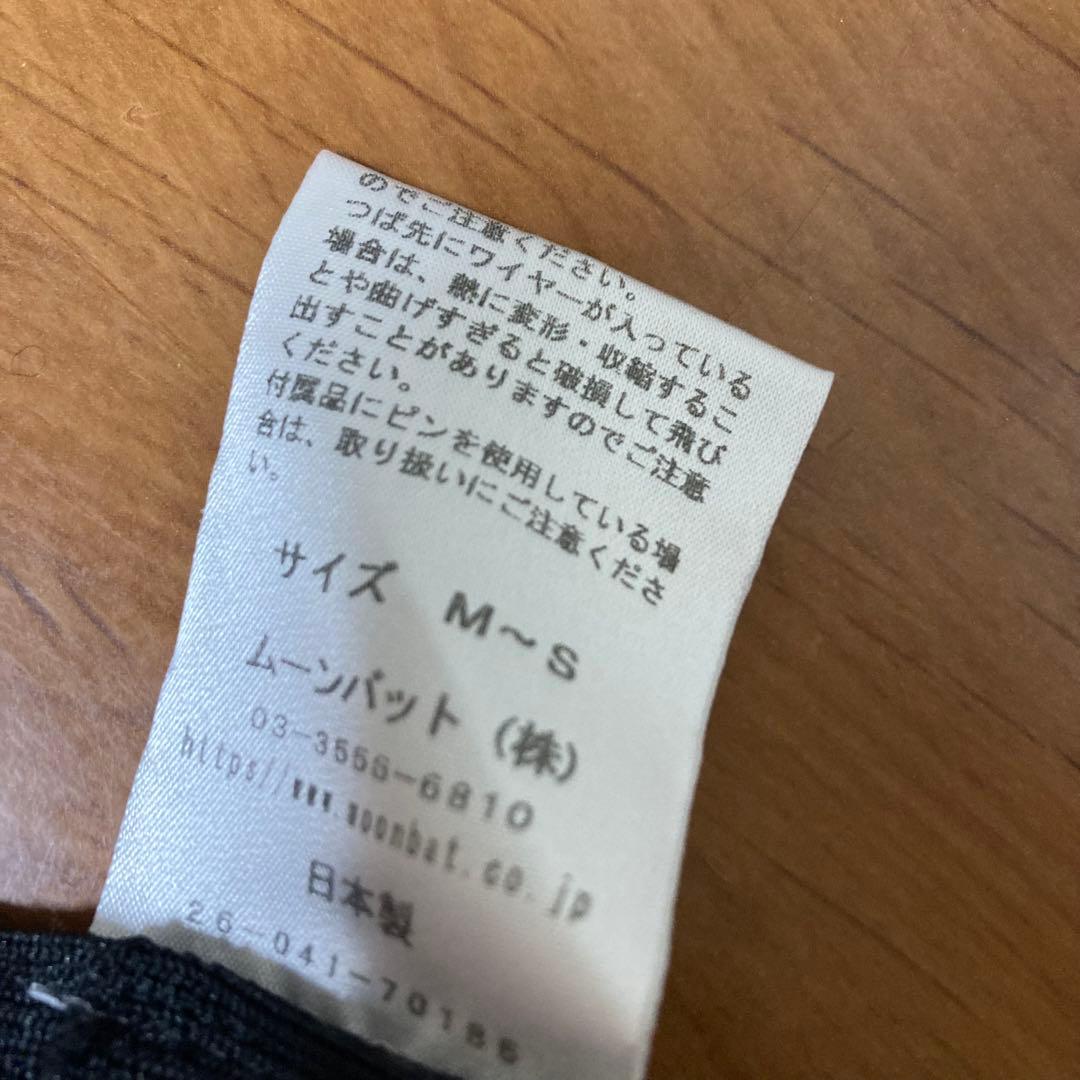 のでご注意ください。
つば先にワイヤーが入っている
場合は、熱に変形・収縮するこ
とや曲げすぎると破損して飛び
出すことがありますのでご注意
ください。
付属品にピンを使用している場
合は、取り扱いにご注意くださ
い。
サイズ M～S
ムーンバット（株）
03-3556-6810
https//www.moonbat.co.jp
日本製
26-041-70185